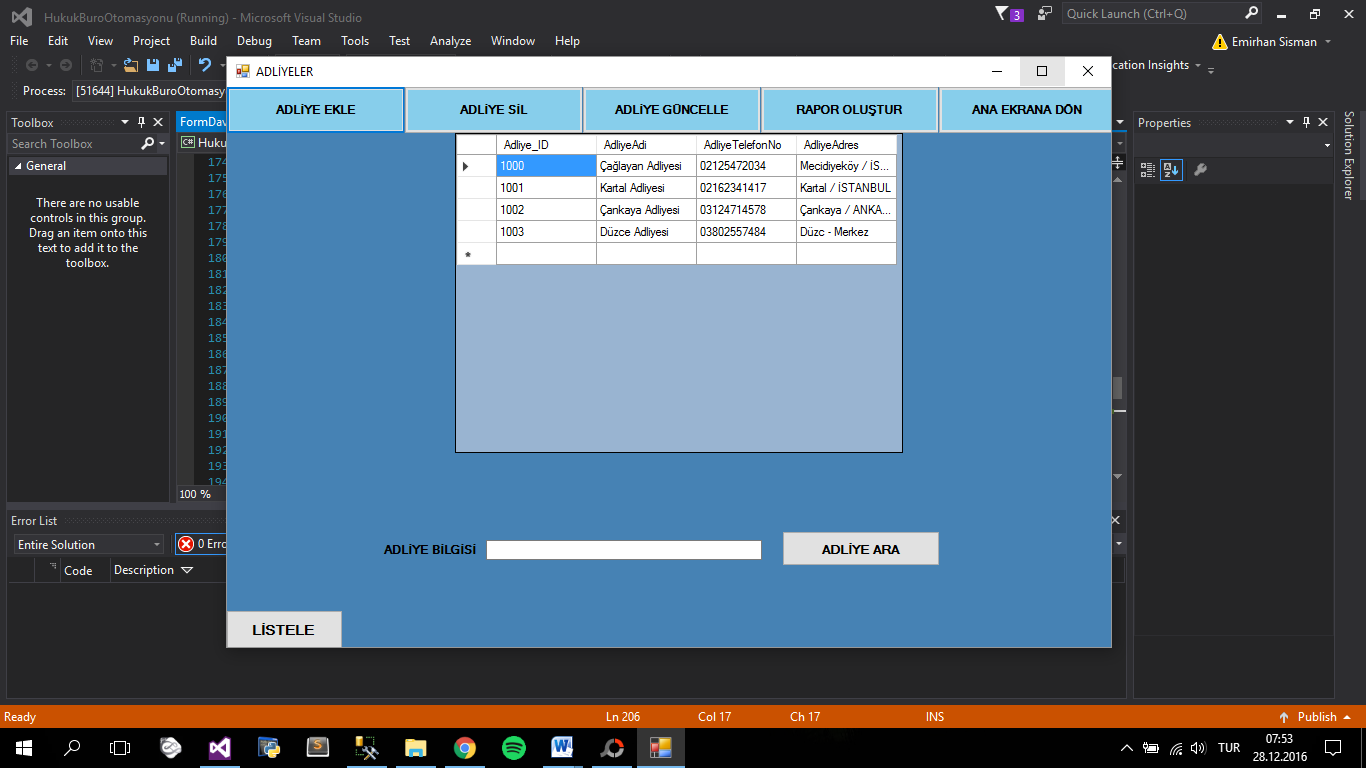 HukukBuroOtomasyonu (Running) - Microsoft Visual Studio
3
Quick Launch (Ctrl+Q)
File Edit View Project Build Debug Team Tools Test Analyze Window Help
Emirhan Sisman
Process: [51644] HukukBuroOtomasy
cation Insights
ADLİYELER
ADLİYE EKLE ADLİYE SİL ADLİYE GÜNCELLE RAPOR OLUŞTUR ANA EKRANA DÖN
Toolbox
Search Toolbox
General
There are no usable
controls in this group.
Drag an item onto this
text to add it to the
toolbox.
FormDav
C# Huku
174
175
176
177
178
179
180
181
182
183
184
185
186
187
188
189
190
191
192
193
194
100 %
Adliye_ID AdliyeAdi AdliyeTelefonNo AdliyeAdres
1000 Çağlayan Adliyesi 02125472034 Mecidiyeköy / İS...
1001 Kartal Adliyesi 02162341417 Kartal / İSTANBUL
1002 Çankaya Adliyesi 03124714578 Çankaya / ANKA...
1003 Düzce Adliyesi 03802557484 Düzc - Merkez
*
ADLİYE BİLGİSİ
ADLİYE ARA
LİSTELE
Properties
Solution Explorer
Error List
Entire Solution
0 Erro
Code Description
Ready Ln 206 Col 17 Ch 17 INS Publish
TUR
07:53
28.12.2016